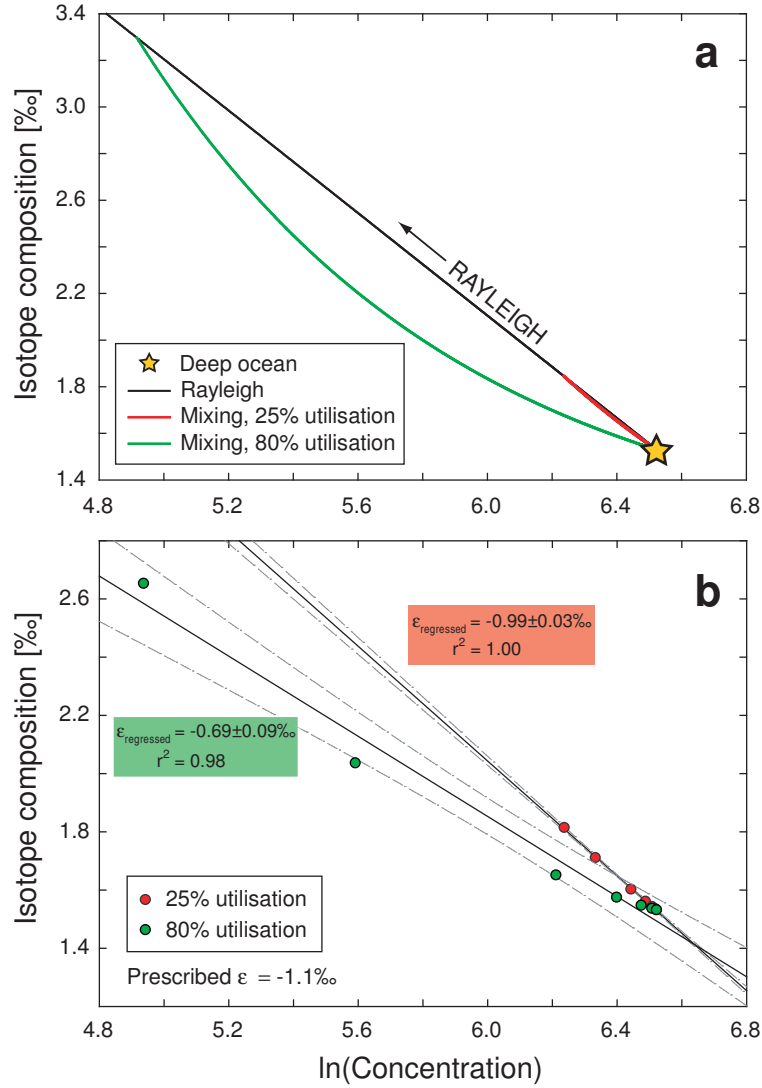 a
3.4
3.0
2.6
2.2
1.8
1.4
Isotope composition [‰]
RAYLEIGH
Deep ocean
Rayleigh
Mixing, 25% utilisation
Mixing, 80% utilisation
4.8 5.2 5.6 6.0 6.4 6.8
b
2.6
2.2
1.8
1.4
Isotope composition [‰]
εregressed = -0.99±0.03‰
r² = 1.00
εregressed = -0.69±0.09‰
r² = 0.98
25% utilisation
80% utilisation
Prescribed ε = -1.1‰
4.8 5.2 5.6 6.0 6.4 6.8
ln(Concentration)